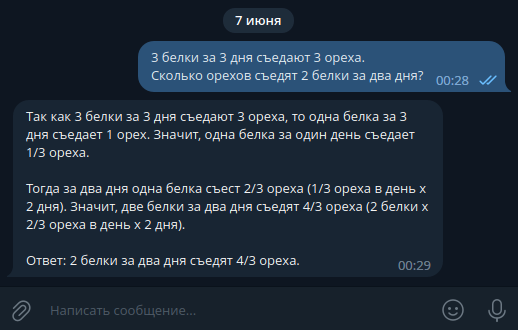 7 июня
3 белки за 3 дня съедают 3 ореха.
Сколько орехов съедят 2 белки за два дня?
00:28
Так как 3 белки за 3 дня съедают 3 ореха, то одна белка за 3
дня съедает 1 орех. Значит, одна белка за один день съедает
1/3 ореха.
Тогда за два дня одна белка съест 2/3 ореха (1/3 ореха в день х
2 дня). Значит, две белки за два дня съедят 4/3 ореха (2 белки х
2/3 ореха в день х 2 дня).
Ответ: 2 белки за два дня съедят 4/3 ореха.
00:29
Написать сообщение...